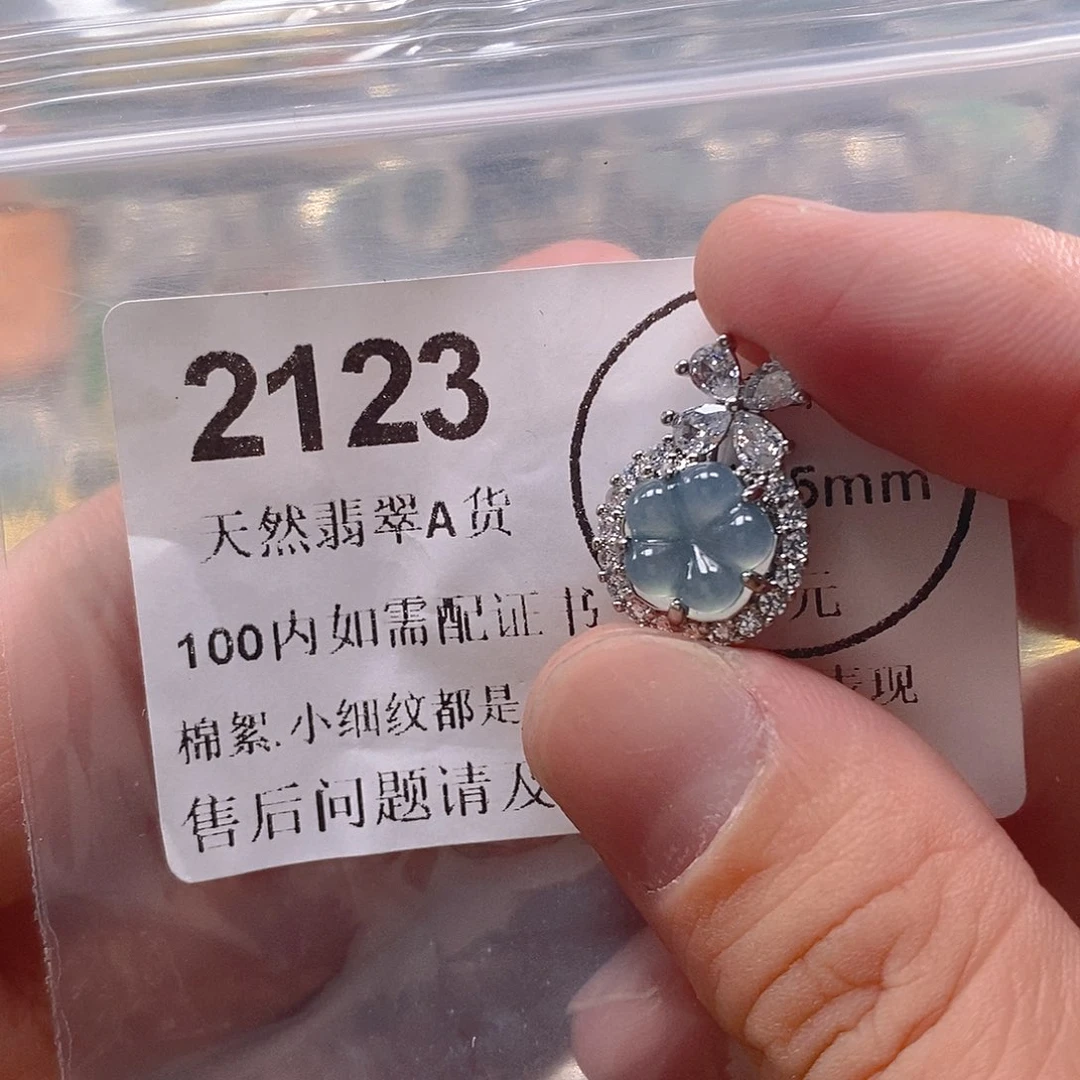 2123
5mm
天然翡翠A货
100内如需配证书
元
棉絮.小细纹都是
表现
售后问题请及